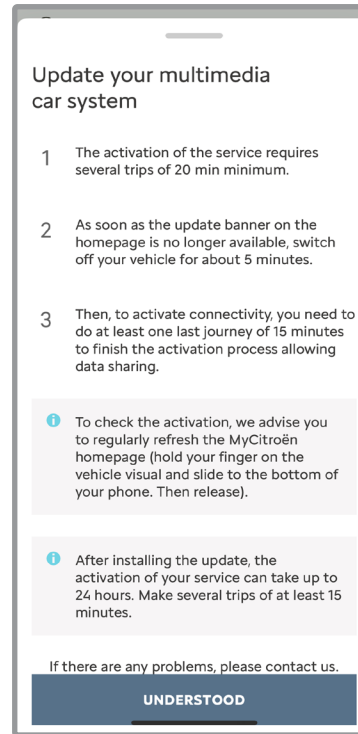 Update your multimedia
car system
1 The activation of the service requires
several trips of 20 min minimum.
2 As soon as the update banner on the
homepage is no longer available, switch
off your vehicle for about 5 minutes.
3 Then, to activate connectivity, you need to
do at least one last journey of 15 minutes
to finish the activation process allowing
data sharing.
To check the activation, we advise you
to regularly refresh the MyCitroën
homepage (hold your finger on the
vehicle visual and slide to the bottom of
your phone. Then release).
After installing the update, the
activation of your service can take up to
24 hours. Make several trips of at least 15
minutes.
If there are any problems, please contact us.
UNDERSTOOD